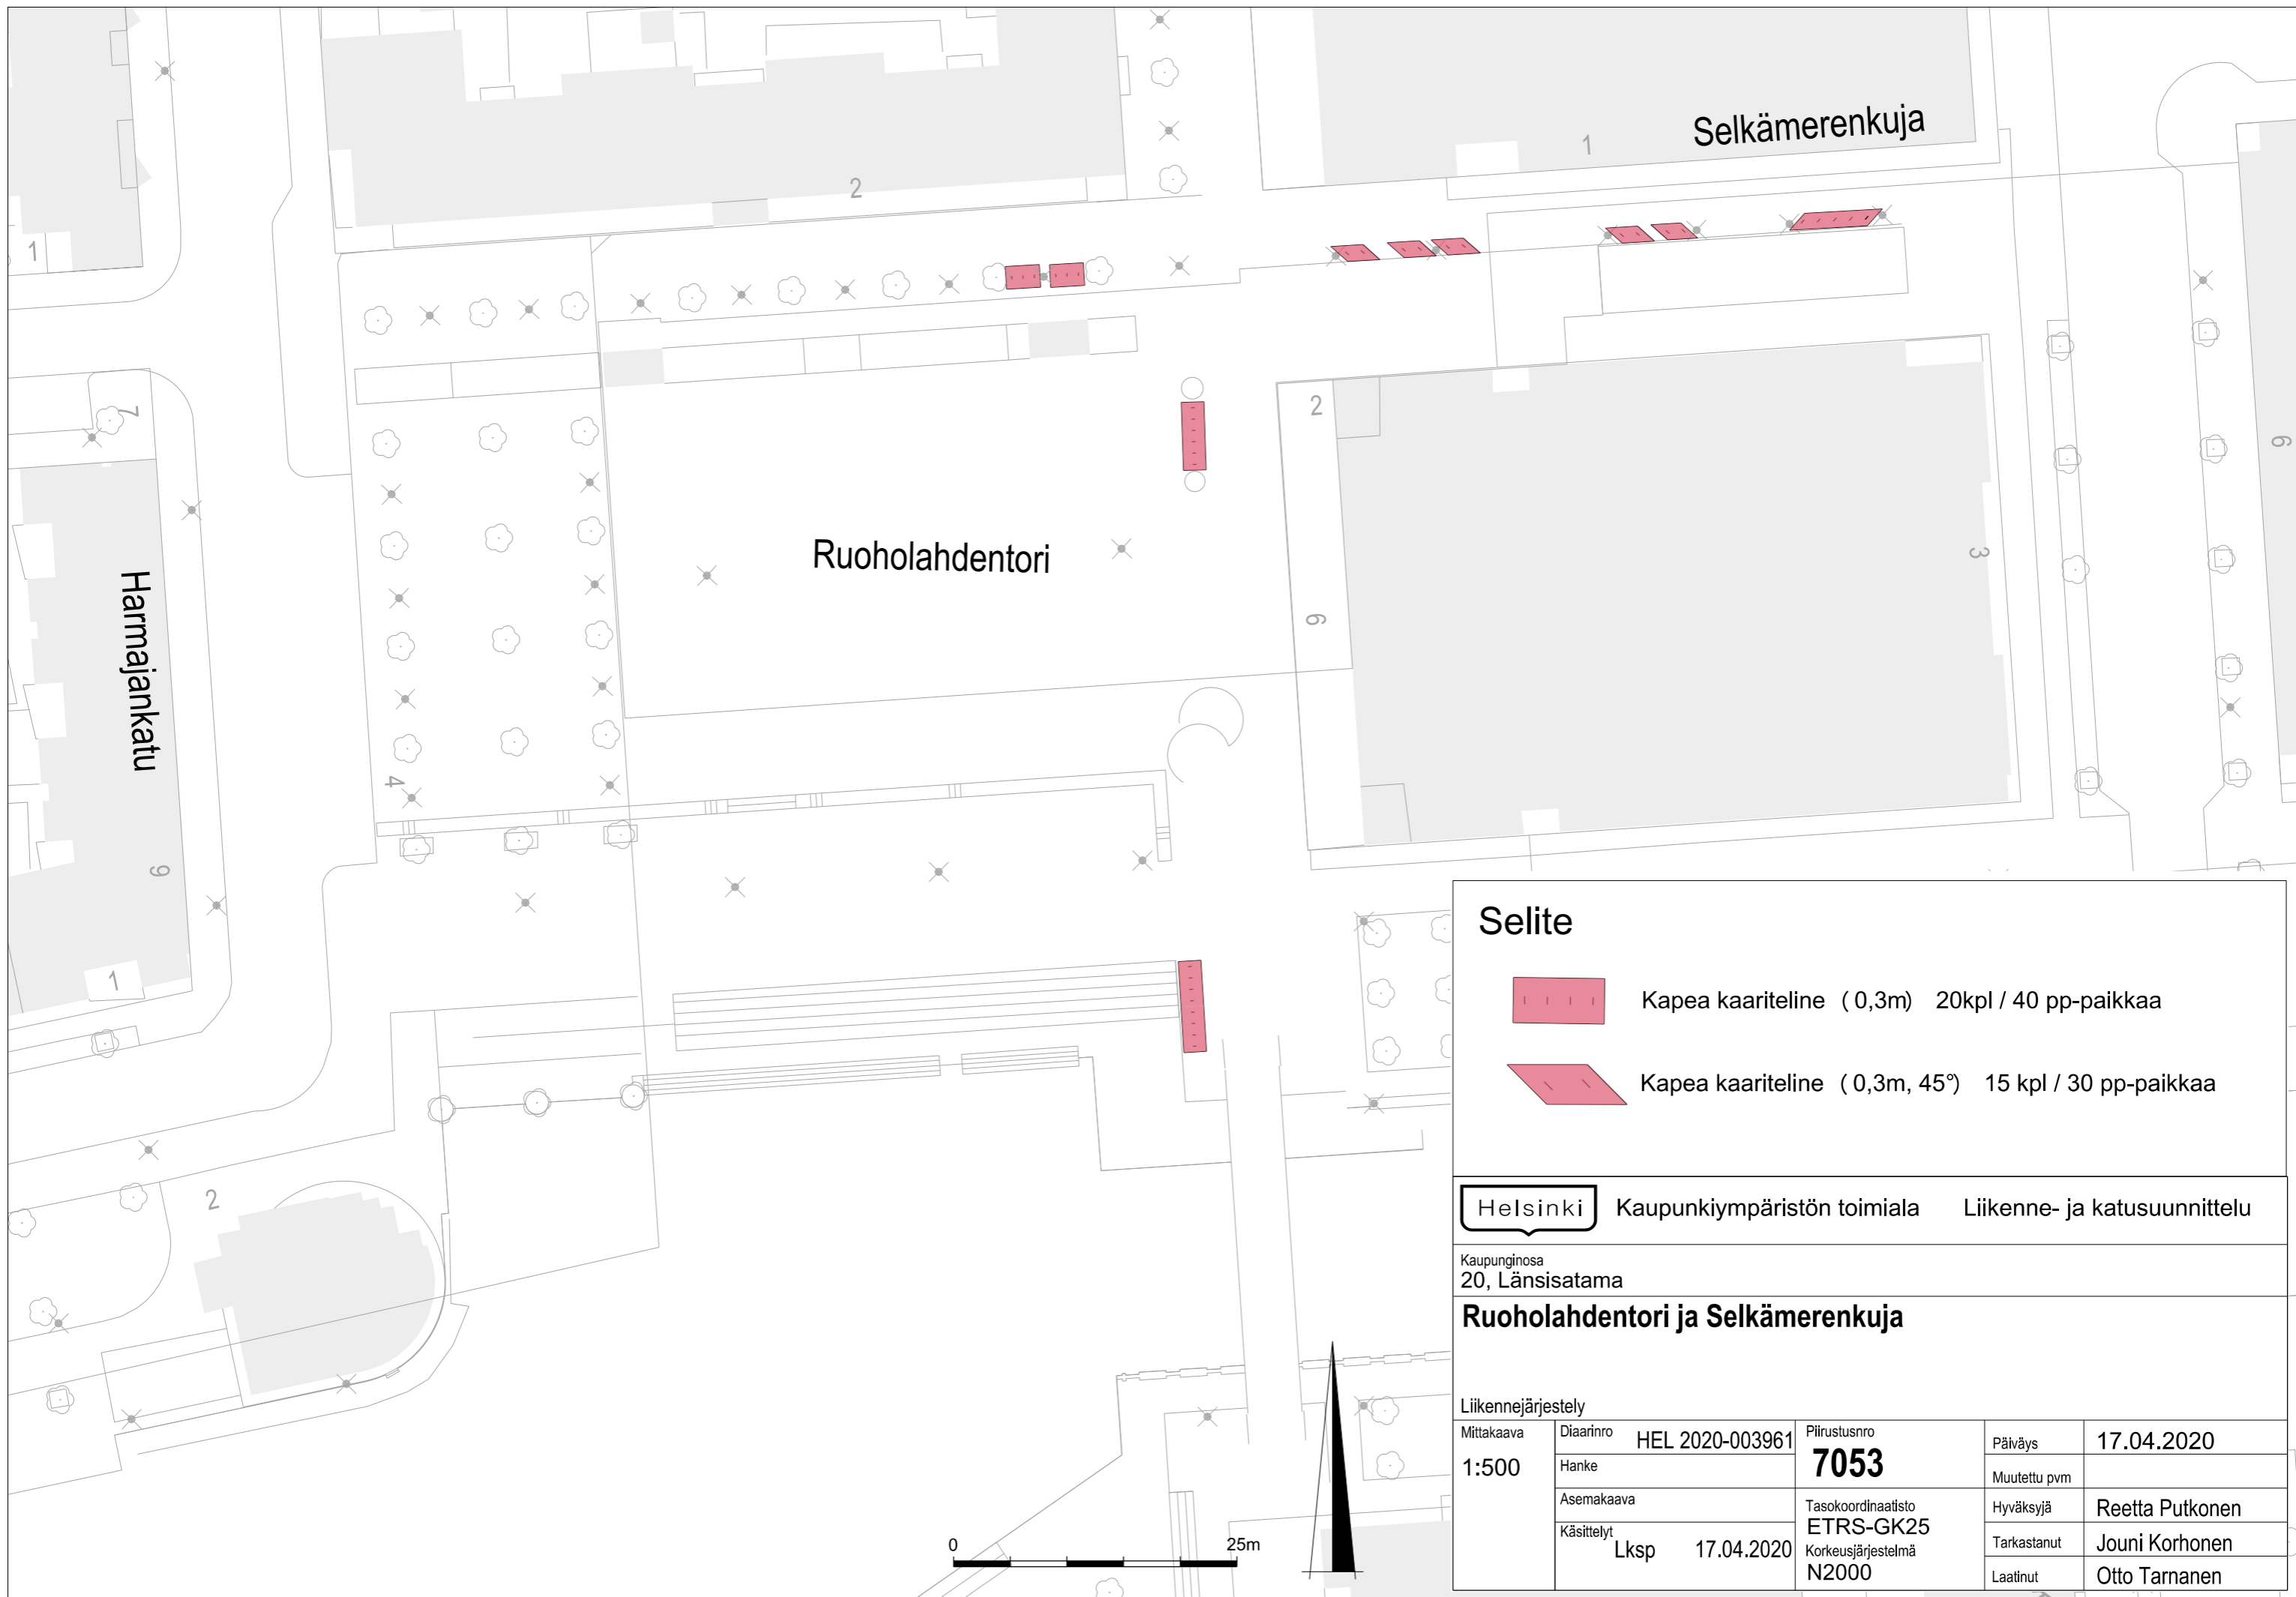 Selkämerenkuja
1
2
1
7
2
6
Ruoholahdentori
3
Harmajankatu
6
4
9
1
2
Selite
Kapea kaariteline ( 0,3m) 20kpl / 40 pp-paikkaa
Kapea kaariteline ( 0,3m, 45°) 15 kpl / 30 pp-paikkaa
Helsinki Kaupunkiympäristön toimiala Liikenne- ja katusuunnittelu
Kaupunginosa
20, Länsisatama
Ruoholahdentori ja Selkämerenkuja
Liikennejärjestely
Mittakaava
1:500
Diaarinro HEL 2020-003961
Hanke
Asemakaava
Käsittelyt
Lksp 17.04.2020
Piirustusnro
7053
Tasokoordinaatisto
ETRS-GK25
Korkeusjärjestelmä
N2000
Päiväys 17.04.2020
Muutettu pvm
Hyväksyjä Reetta Putkonen
Tarkastanut Jouni Korhonen
Laatinut Otto Tarnanen
0 25m